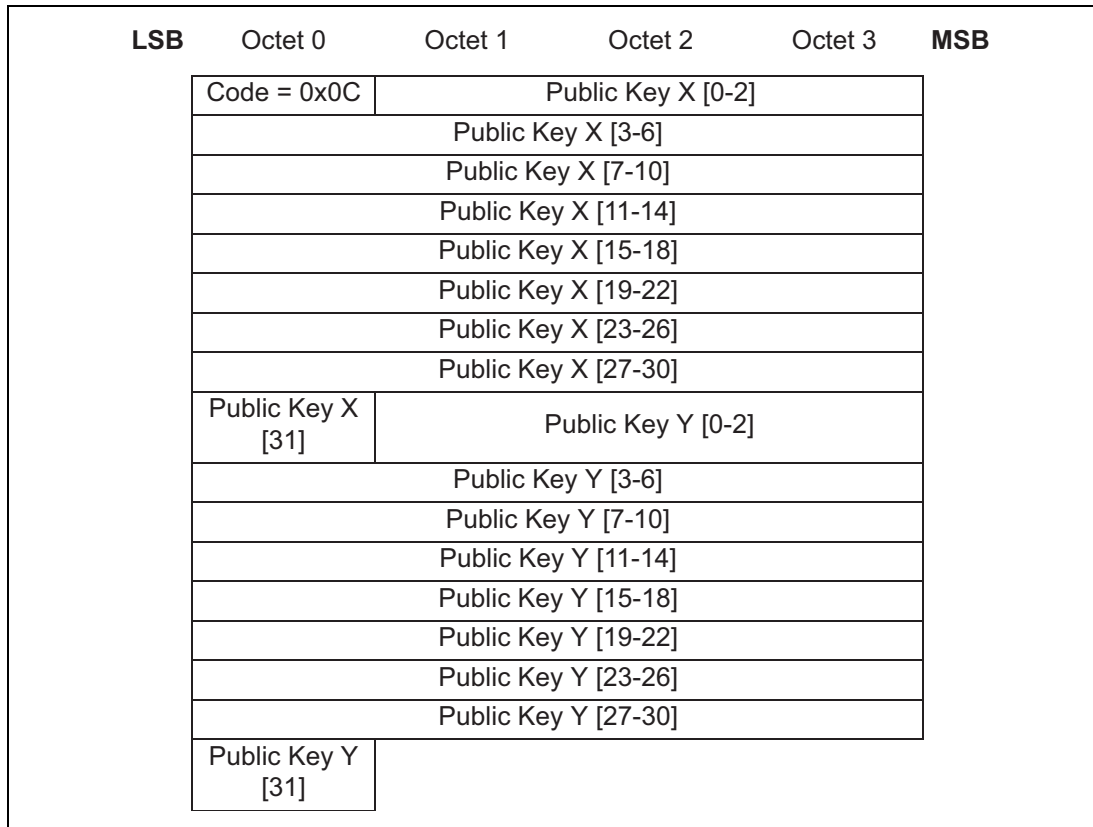 LSB Octet 0 Octet 1 Octet 2 Octet 3 MSB
Code = 0x0C Public Key X [0-2]
Public Key X [3-6]
Public Key X [7-10]
Public Key X [11-14]
Public Key X [15-18]
Public Key X [19-22]
Public Key X [23-26]
Public Key X [27-30]
Public Key X
[31]
Public Key Y [0-2]
Public Key Y [3-6]
Public Key Y [7-10]
Public Key Y [11-14]
Public Key Y [15-18]
Public Key Y [19-22]
Public Key Y [23-26]
Public Key Y [27-30]
Public Key Y
[31]